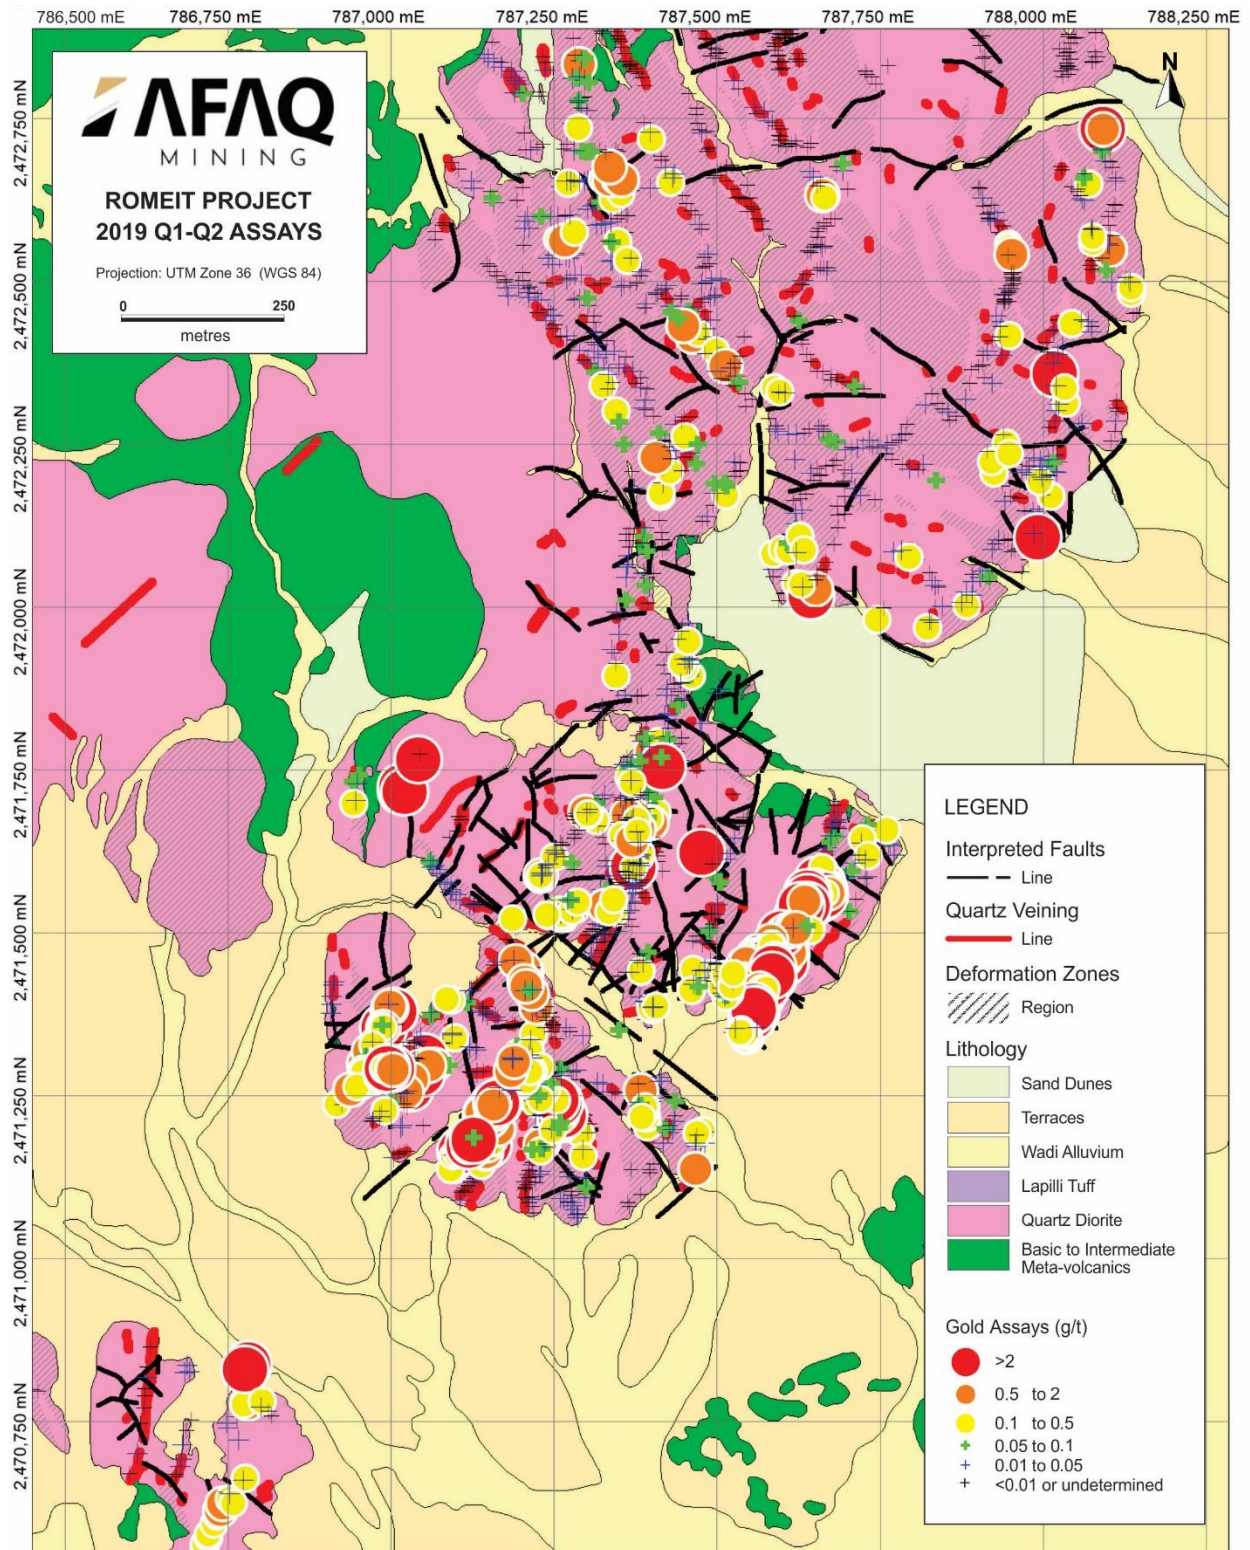 786,500 mE
786,750 mE
787,000 mE
787,250 mE
787,500 mE
787,750 mE
788,000 mE
788,250 mE
AFAQ
MINING
ROMEIT PROJECT
2019 Q1-Q2 ASSAYS
Projection: UTM Zone 36 (WGS 84)
0 250
metres
N
2,472,750 mN
2,472,500 mN
2,472,250 mN
2,472,000 mN
2,471,750 mN
2,471,500 mN
2,471,250 mN
2,471,000 mN
2,470,750 mN
LEGEND
Interpreted Faults
Line
Quartz Veining
Line
Deformation Zones
Region
Lithology
Sand Dunes
Terraces
Wadi Alluvium
Lapilli Tuff
Quartz Diorite
Basic to Intermediate
Meta-volcanics
Gold Assays (g/t)
>2
0.5 to 2
0.1 to 0.5
0.05 to 0.1
0.01 to 0.05
<0.01 or undetermined